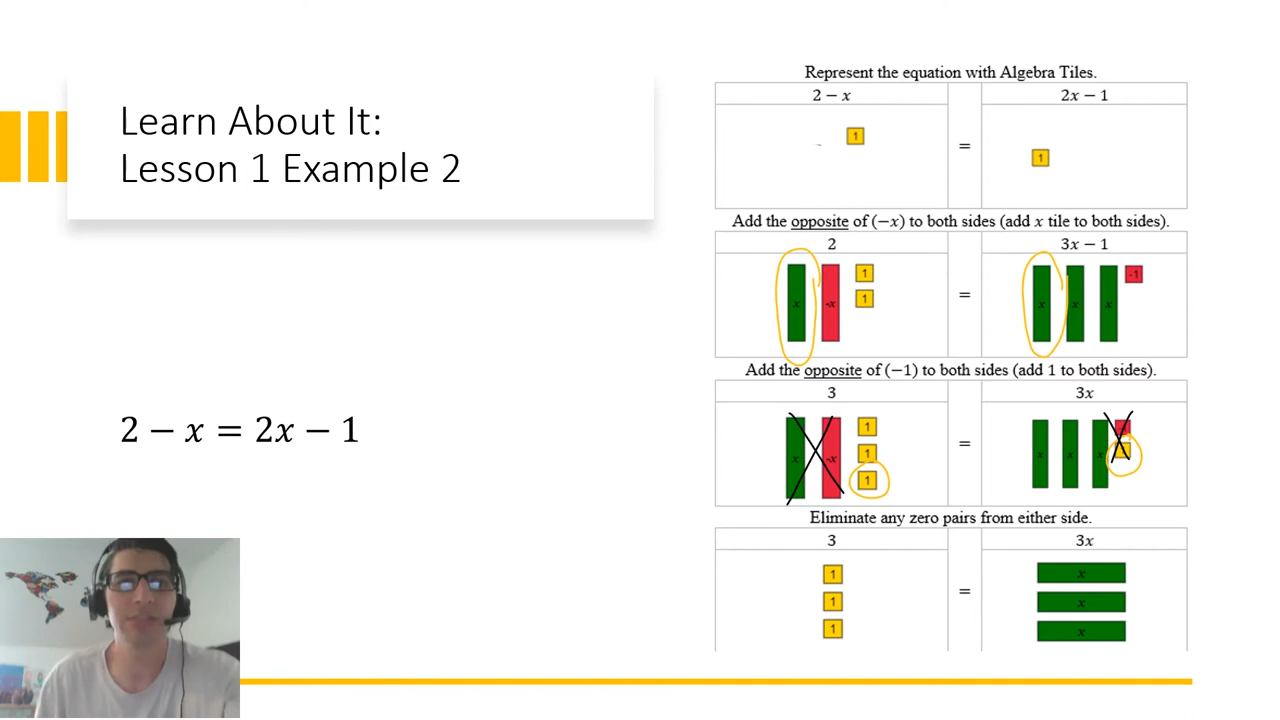 Learn About It:
Lesson 1 Example 2
2 − x = 2x − 1
Represent the equation with Algebra Tiles.
2 − x 2x − 1
1 = 1
Add the opposite of (−x) to both sides (add x tile to both sides).
2 3x − 1
x -x 1 1 = x x x -1
Add the opposite of (−1) to both sides (add 1 to both sides).
3 3x
x -x 1 1 1 = x x x
Eliminate any zero pairs from either side.
3 3x
1 x
1 = x
1 x